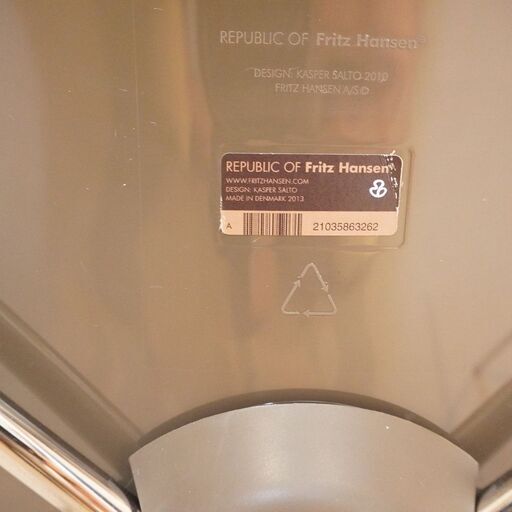 REPUBLIC OF Fritz Hansen®
DESIGN: KASPER SALTO 2010
FRITZ HANSEN A/S ©
REPUBLIC OF Fritz Hansen
WWW.FRITZHANSEN.COM
DESIGN: KASPER SALTO
MADE IN DENMARK 2013
A 21035863262